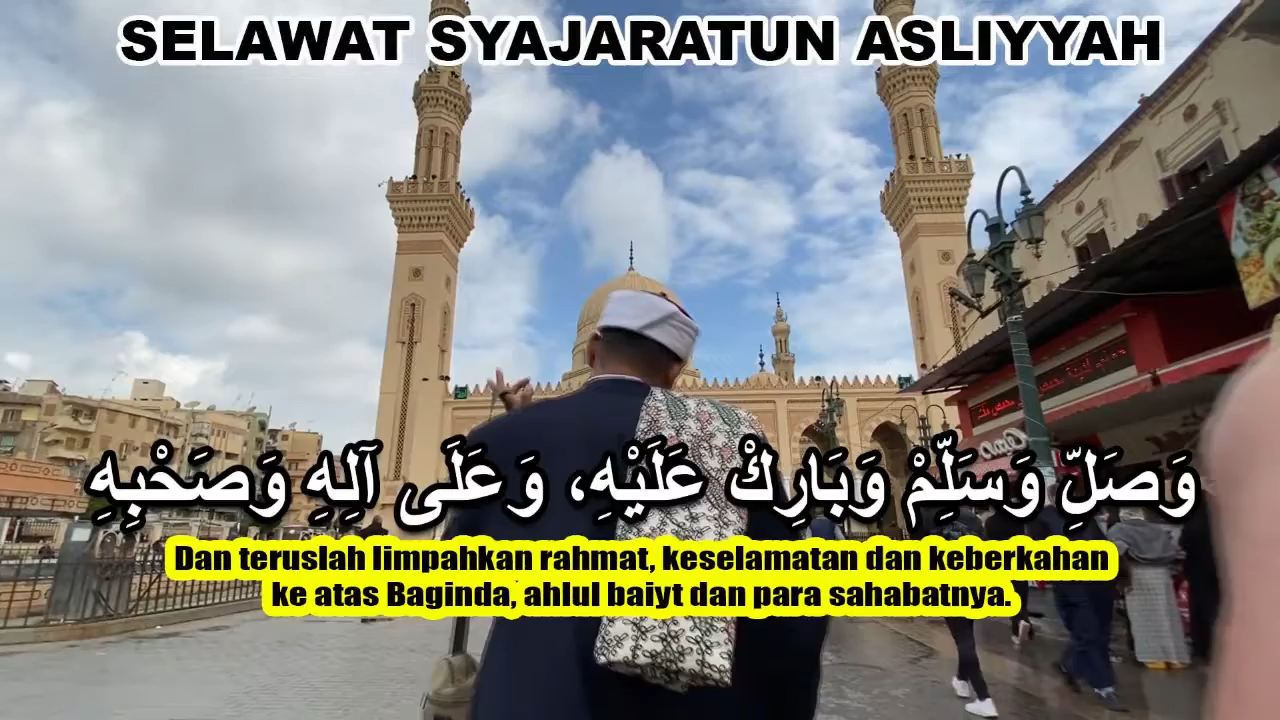 SELAWAT SYAJARATUN ASLIYYAH
وَصَلِّ وَسَلِّمْ وَبَارِكْ عَلَيْهِ، وَعَلَى آلِهِ وَصَحْبِهِ
Dan teruslah limpahkan rahmat, keselamatan dan keberkahan
ke atas Baginda, ahlul baiyt dan para sahabatnya.